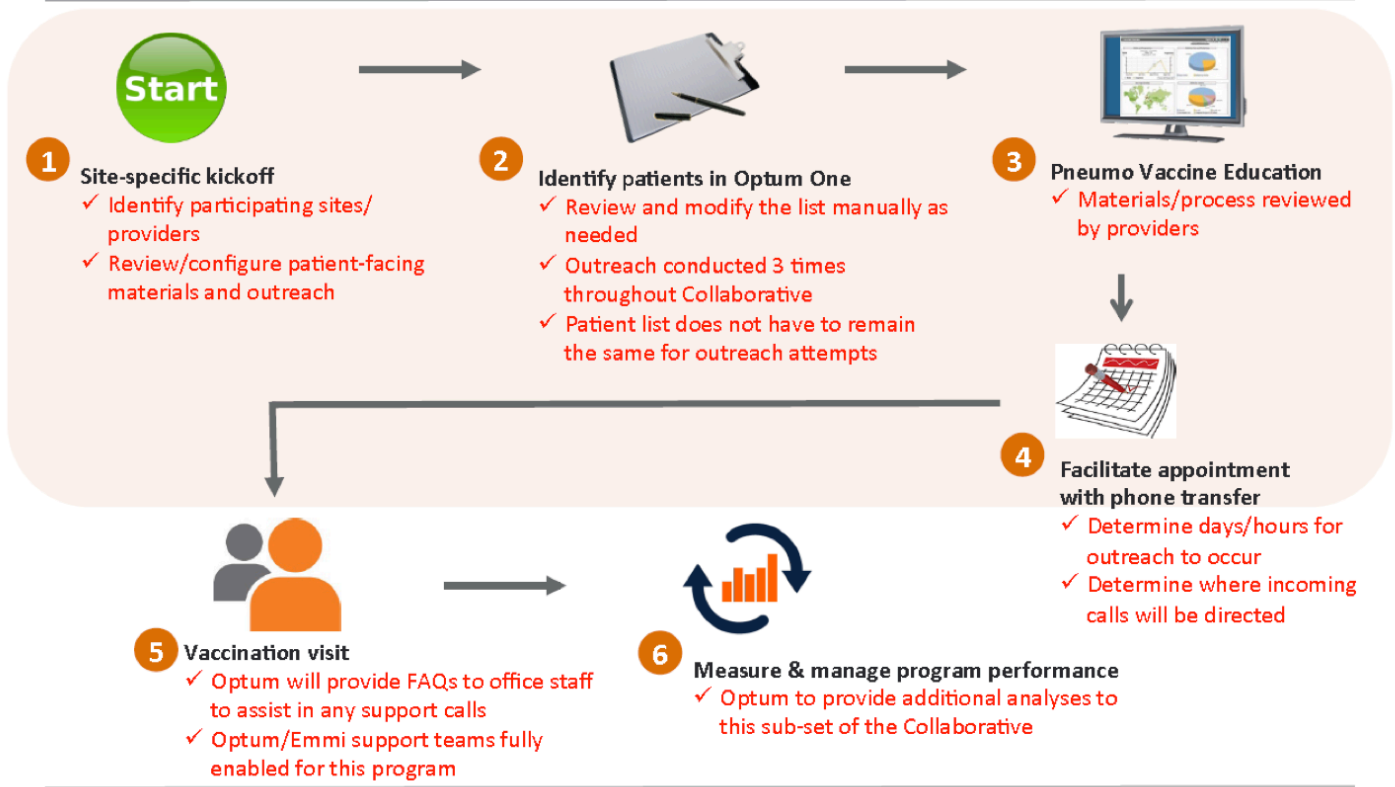 Start
1
Site-specific kickoff
✓ Identify participating sites/
providers
✓ Review/configure patient-facing
materials and outreach
2
Identify patients in Optum One
✓ Review and modify the list manually as
needed
✓ Outreach conducted 3 times
throughout Collaborative
✓ Patient list does not have to remain
the same for outreach attempts
3
Pneumo Vaccine Education
✓ Materials/process reviewed
by providers
4
Facilitate appointment
with phone transfer
✓ Determine days/hours for
outreach to occur
✓ Determine where incoming
calls will be directed
5
Vaccination visit
✓ Optum will provide FAQs to office staff
to assist in any support calls
✓ Optum/Emmi support teams fully
enabled for this program
6
Measure & manage program performance
✓ Optum to provide additional analyses to
this sub-set of the Collaborative